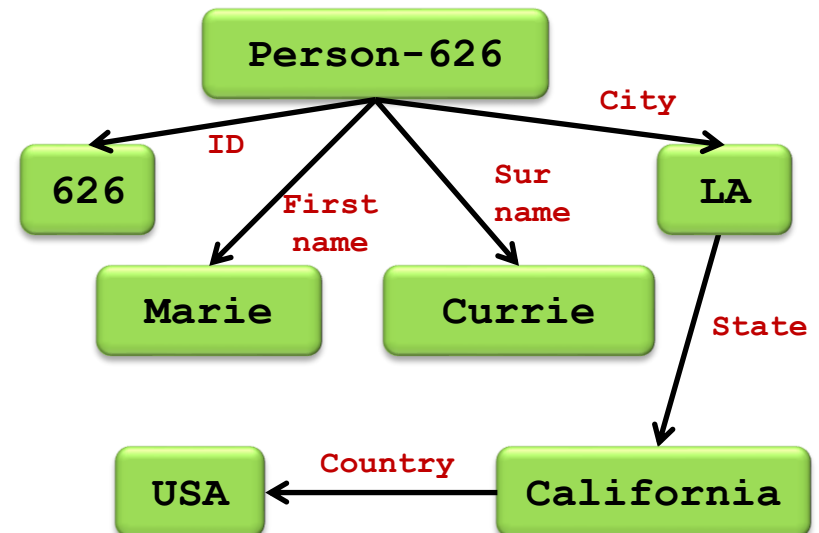 Person-626
City
ID
626
Sur
name
LA
First
name
Marie
Currie
State
Country
USA
California